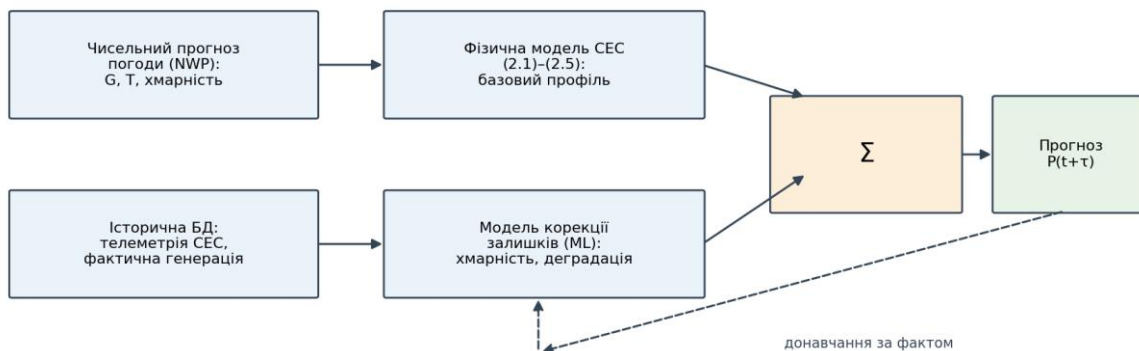 Чисельний прогноз
погоди (NWP):
G, T, хмарність
Фізична модель СЕС
(2.1)–(2.5):
базовий профіль
Σ
Прогноз
P(t+τ)
Історична БД:
телеметрія СЕС,
фактична генерація
Модель корекції
залишків (ML):
хмарність, деградація
донавчання за фактом